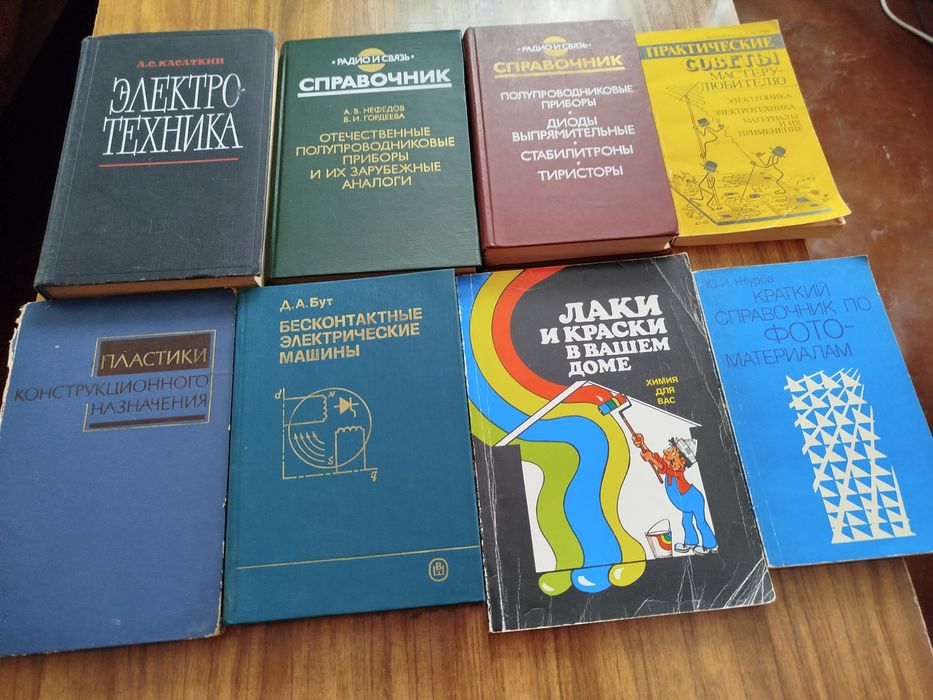 А.С.КАСАТКИН
ЭЛЕКТРО-
ТЕХНИКА
• РАДИО И СВЯЗЬ •
СПРАВОЧНИК
А. В. НЕФЕДОВ
В. И. ГОРДЕЕВА
ОТЕЧЕСТВЕННЫЕ
ПОЛУПРОВОДНИКОВЫЕ
ПРИБОРЫ
И ИХ ЗАРУБЕЖНЫЕ
АНАЛОГИ
• РАДИО И СВЯЗЬ •
СПРАВОЧНИК
ПОЛУПРОВОДНИКОВЫЕ
ПРИБОРЫ
•
ДИОДЫ
ВЫПРЯМИТЕЛЬНЫЕ
•
СТАБИЛИТРОНЫ
•
ТИРИСТОРЫ
ПРАКТИЧЕСКИЕ
СОВЕТЫ
МАСТЕРУ-
ЛЮБИТЕЛЮ
ЭЛЕКТРОНИКА
ЭЛЕКТРОТЕХНИКА
МАТЕРИАЛЫ
И ИХ
ПРИМЕНЕНИЕ
ПЛАСТИКИ
КОНСТРУКЦИОННОГО
НАЗНАЧЕНИЯ
Д.А.Бут
БЕСКОНТАКТНЫЕ
ЭЛЕКТРИЧЕСКИЕ
МАШИНЫ
d
N
S
q
ЛАКИ
И КРАСКИ
В ВАШЕМ
ДОМЕ
ХИМИЯ
ДЛЯ
ВАС
Ю.И. Журба
КРАТКИЙ
СПРАВОЧНИК ПО
ФОТО-
МАТЕРИАЛАМ